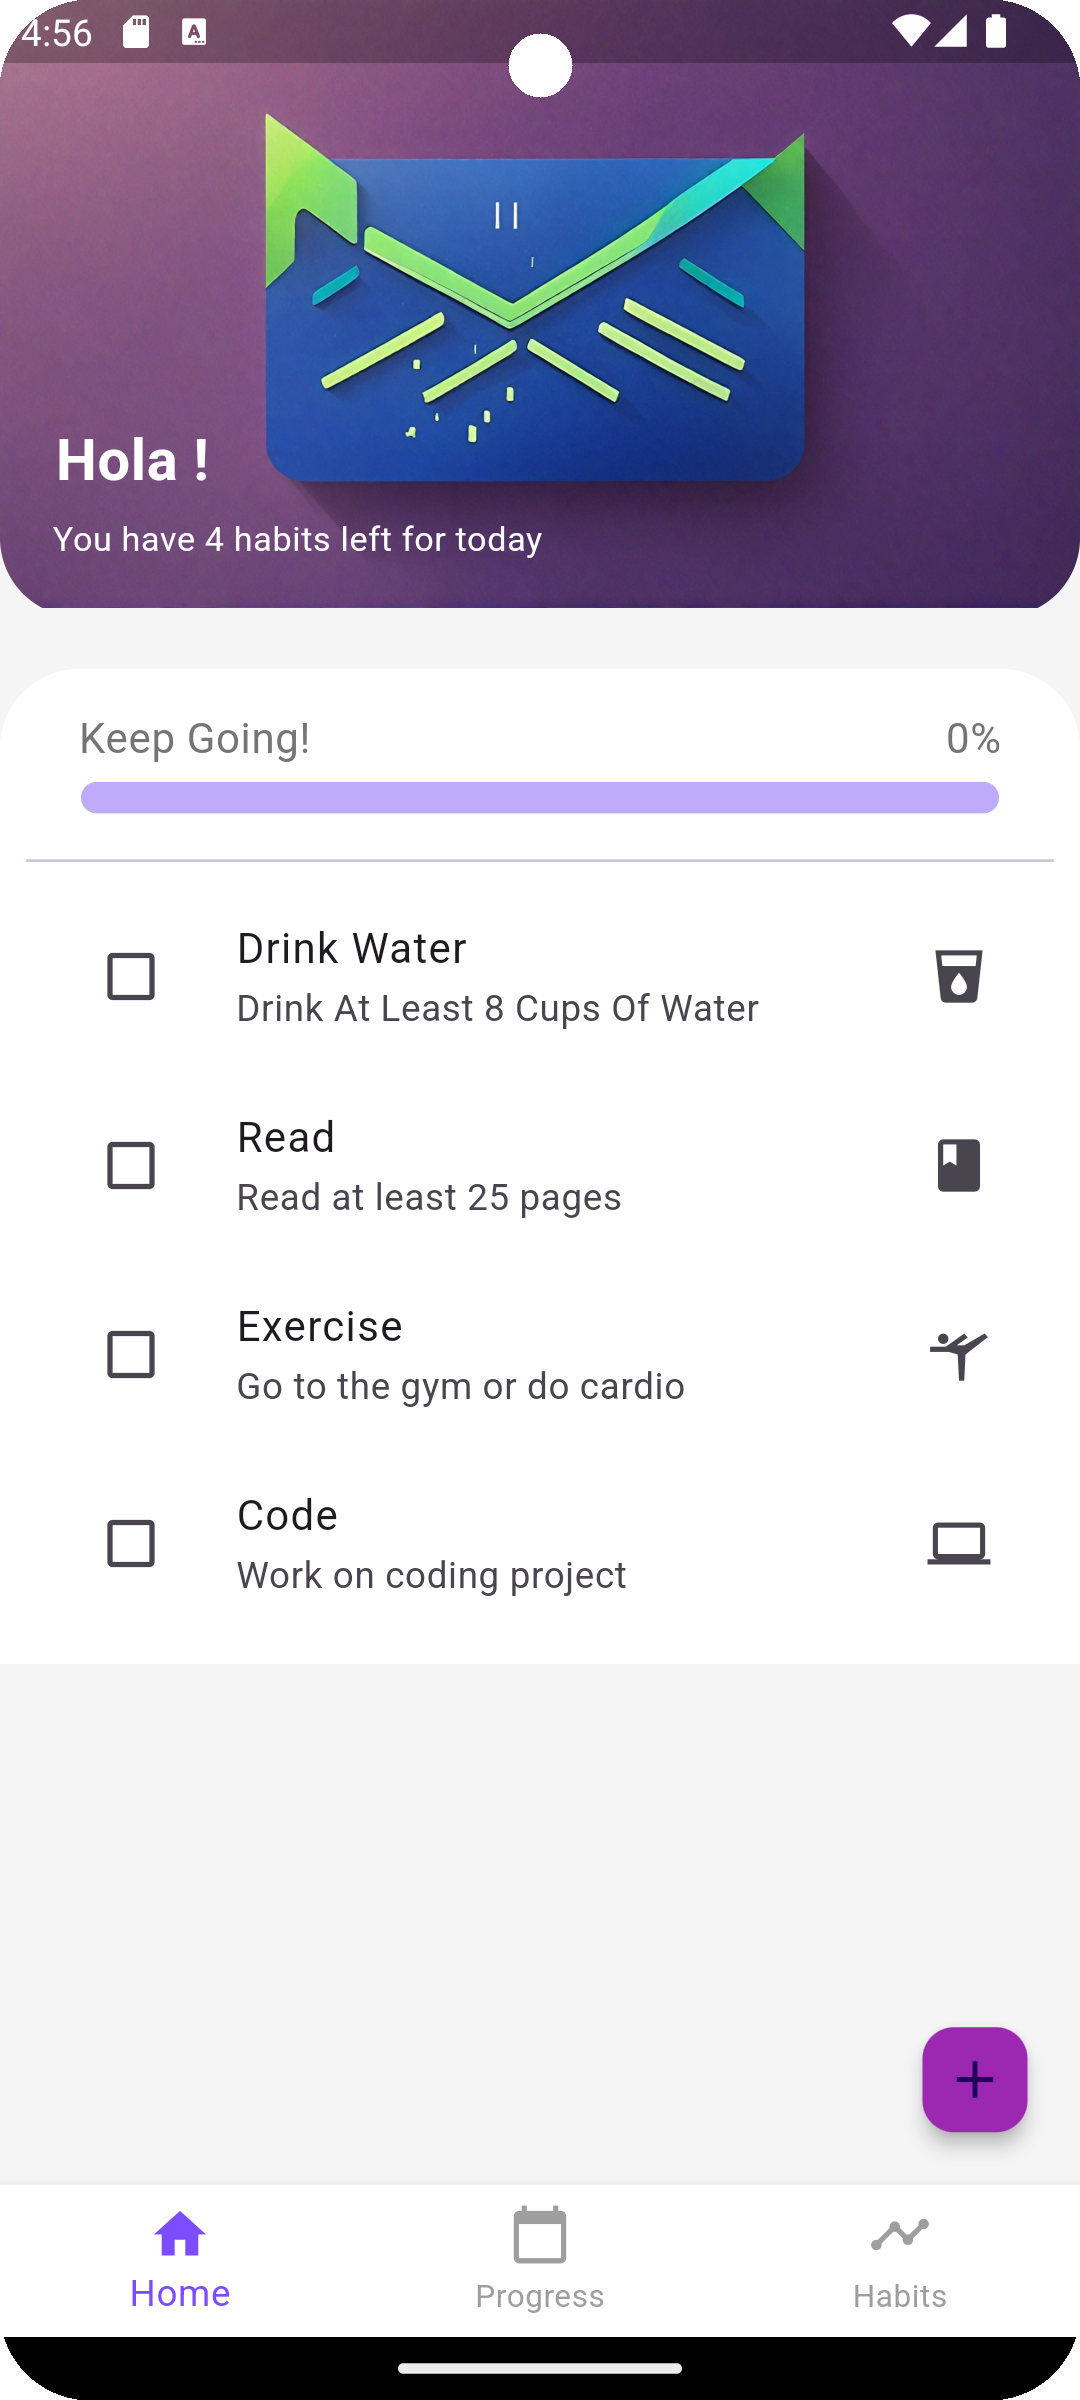 4:56
Hola !
You have 4 habits left for today
Keep Going!
0%
Drink Water
Drink At Least 8 Cups Of Water
Read
Read at least 25 pages
Exercise
Go to the gym or do cardio
Code
Work on coding project
Home
Progress
Habits